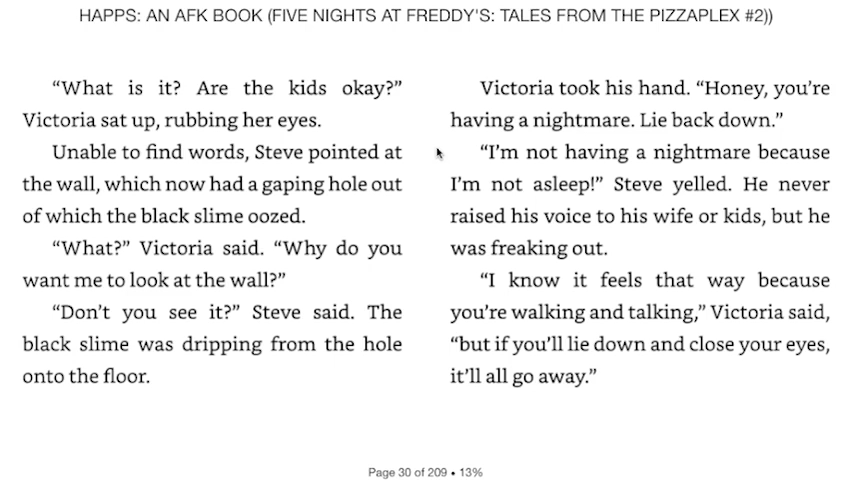 HAPPS: AN AFK BOOK (FIVE NIGHTS AT FREDDY'S: TALES FROM THE PIZZAPLEX #2))
“What is it? Are the kids okay?”
Victoria sat up, rubbing her eyes.
Unable to find words, Steve pointed at
the wall, which now had a gaping hole out
of which the black slime oozed.
“What?” Victoria said. “Why do you
want me to look at the wall?”
“Don’t you see it?” Steve said. The
black slime was dripping from the hole
onto the floor.
Victoria took his hand. “Honey, you’re
having a nightmare. Lie back down.”
“I’m not having a nightmare because
I’m not asleep!” Steve yelled. He never
raised his voice to his wife or kids, but he
was freaking out.
“I know it feels that way because
you’re walking and talking,” Victoria said,
“but if you’ll lie down and close your eyes,
it’ll all go away.”
Page 30 of 209 • 13%